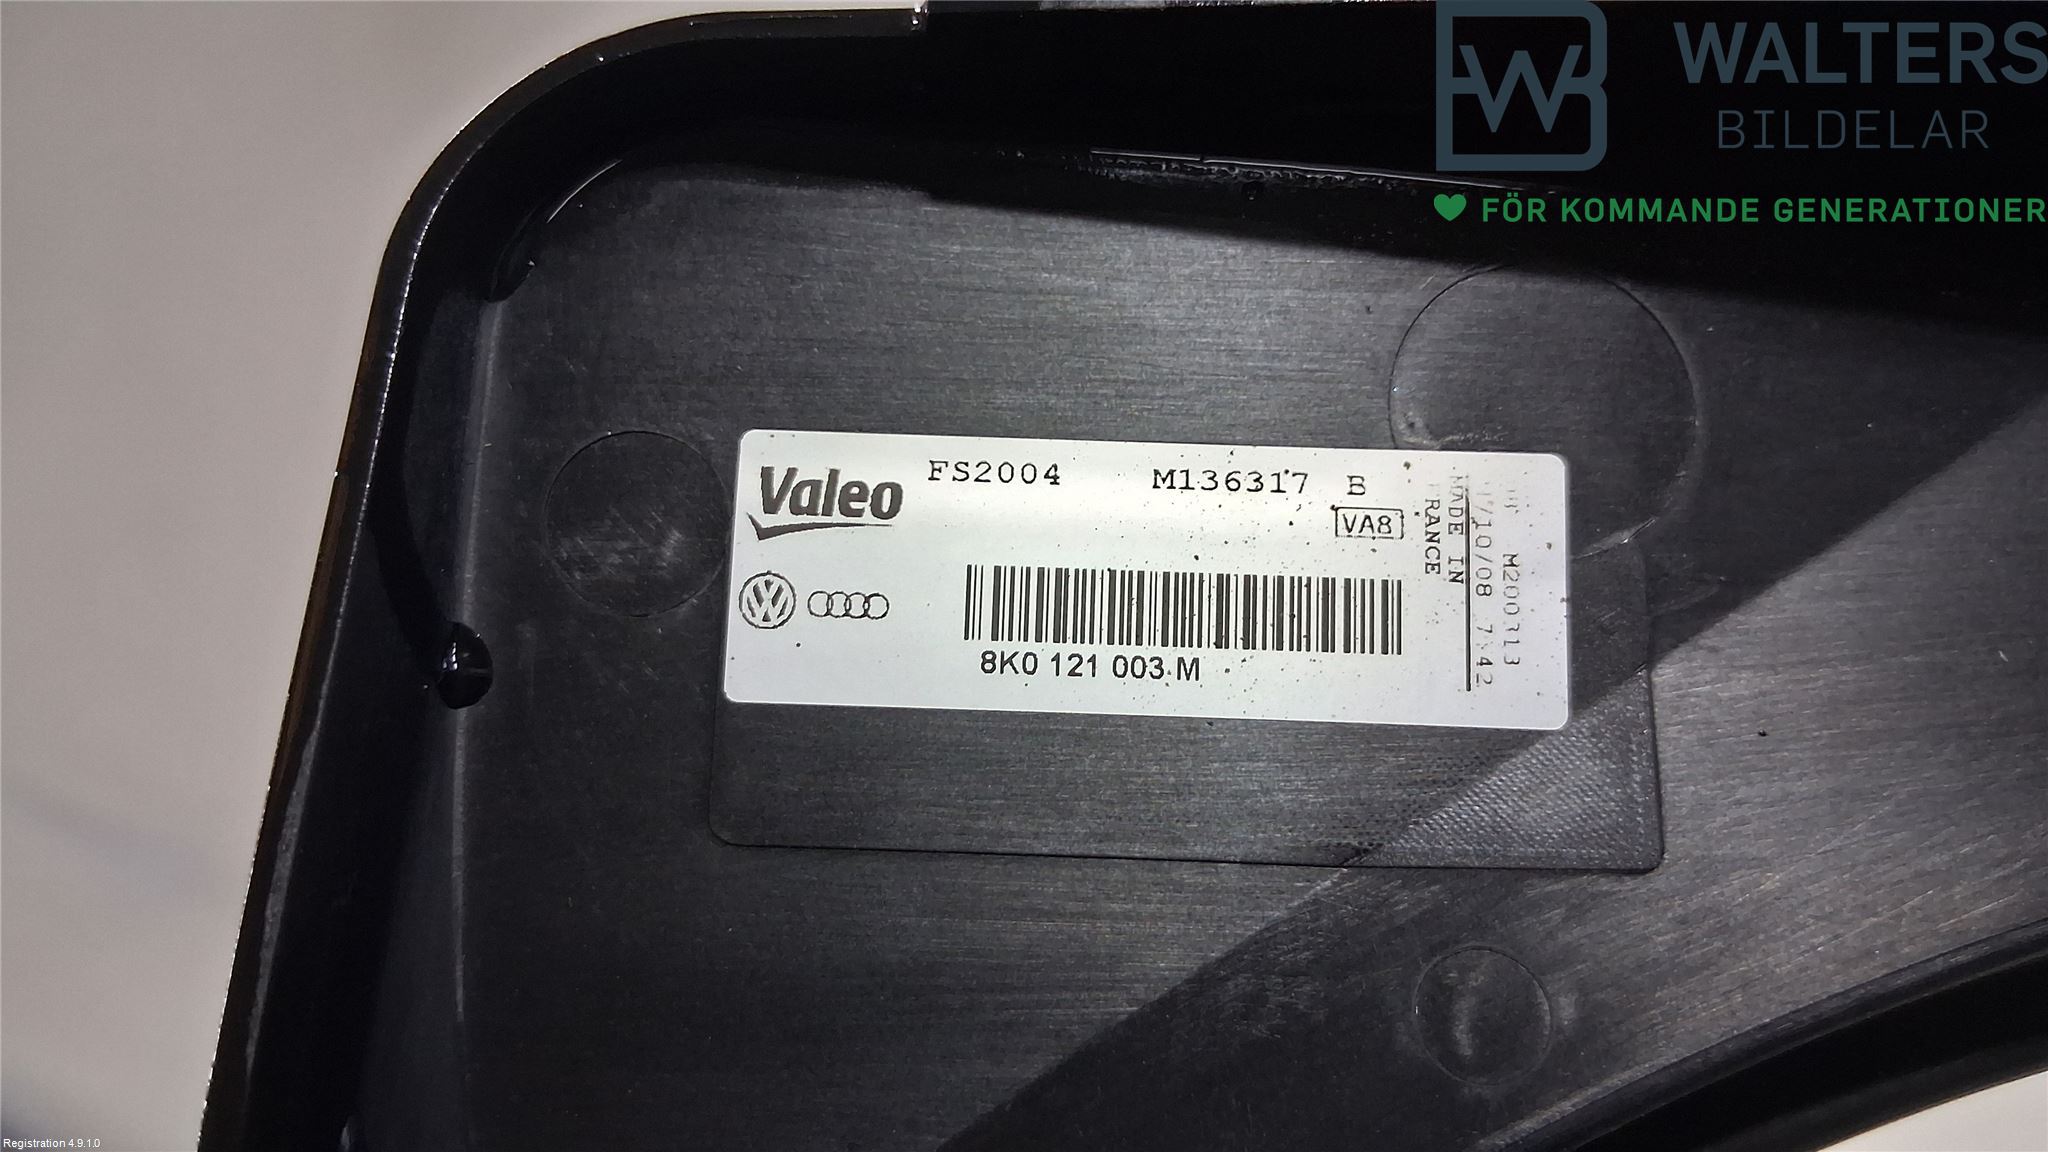 WALTERS
BILDELAR
FÖR KOMMANDE GENERATIONER
Valeo
FS2004 M136317 B
VA8
8K0 121 003 M
MADE IN
FRANCE
M200313
Registration 4.9.1.0